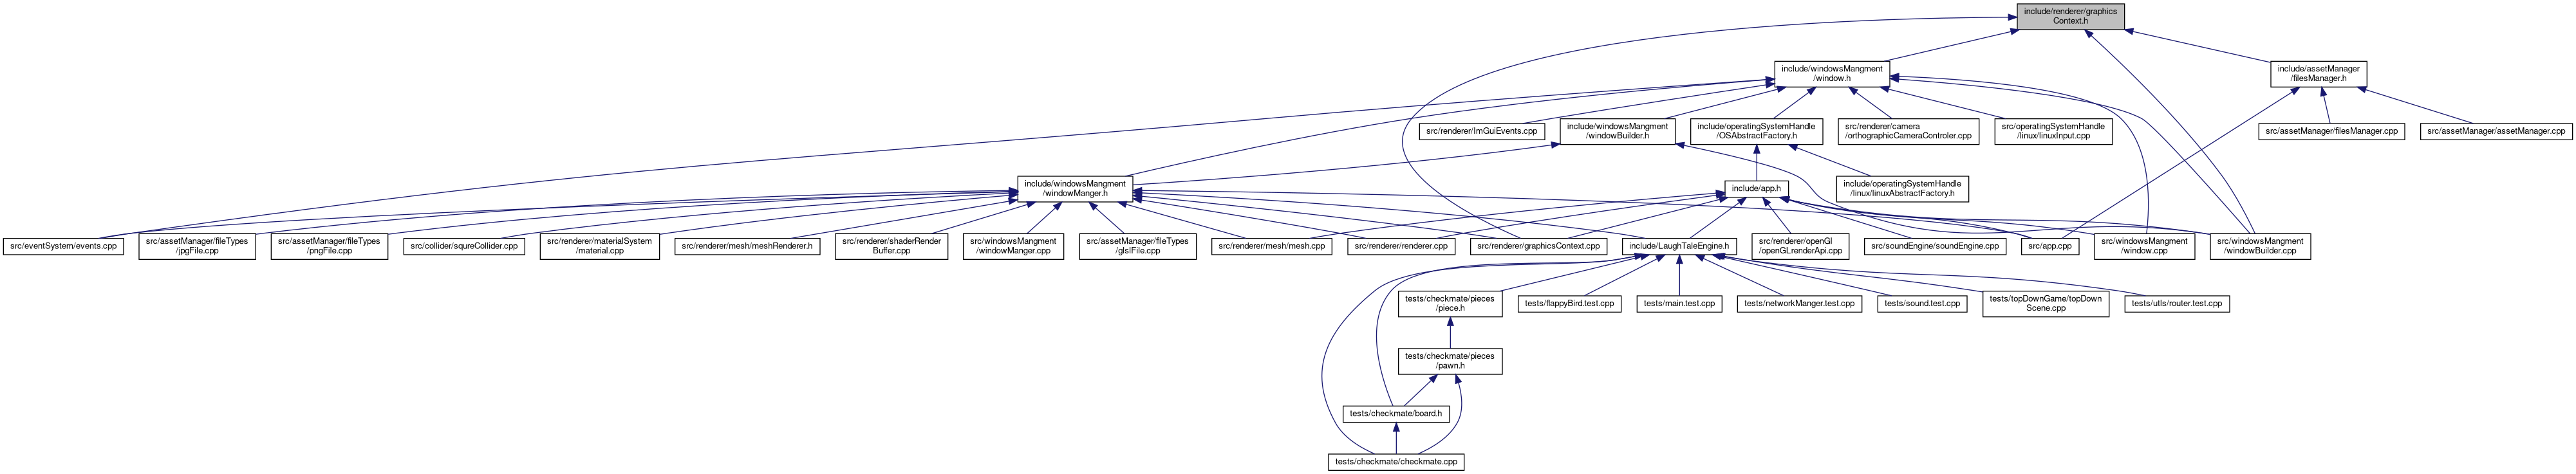 include/renderer/graphics
Context.h
include/windowsMangment
/window.h
include/assetManager
/filesManager.h
src/renderer/ImGuiEvents.cpp
include/windowsMangment
/windowBuilder.h
include/operatingSystemHandle
/OSAbstractFactory.h
src/renderer/camera
/orthographicCameraControler.cpp
src/operatingSystemHandle
/linux/linuxInput.cpp
src/assetManager/filesManager.cpp
src/assetManager/assetManager.cpp
include/windowsMangment
/windowManger.h
include/app.h
include/operatingSystemHandle
/linux/linuxAbstractFactory.h
src/eventSystem/events.cpp
src/assetManager/fileTypes
/jpgFile.cpp
src/assetManager/fileTypes
/pngFile.cpp
src/collider/squreCollider.cpp
src/renderer/materialSystem
/material.cpp
src/renderer/mesh/meshRenderer.h
src/renderer/shaderRender
Buffer.cpp
src/windowsMangment
/windowManger.cpp
src/assetManager/fileTypes
/glslFile.cpp
src/renderer/mesh/mesh.cpp
src/renderer/renderer.cpp
src/renderer/graphicsContext.cpp
include/LaughTaleEngine.h
src/renderer/openGl
/openGLrenderApi.cpp
src/soundEngine/soundEngine.cpp
src/app.cpp
src/windowsMangment
/window.cpp
src/windowsMangment
/windowBuilder.cpp
tests/checkmate/pieces
/piece.h
tests/flappyBird.test.cpp
tests/main.test.cpp
tests/networkManger.test.cpp
tests/sound.test.cpp
tests/topDownGame/topDown
Scene.cpp
tests/utls/router.test.cpp
tests/checkmate/pieces
/pawn.h
tests/checkmate/board.h
tests/checkmate/checkmate.cpp